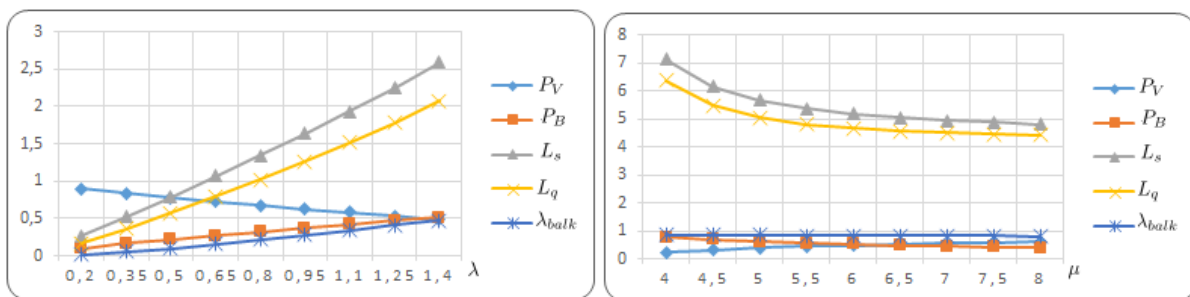 3
2,5
2
1,5
1
0,5
0
0,2 0,35 0,5 0,65 0,8 0,95 1,1 1,25 1,4 λ
P_V
P_B
L_s
L_q
λ_balk
8
7
6
5
4
3
2
1
0
4 4,5 5 5,5 6 6,5 7 7,5 8 μ
P_V
P_B
L_s
L_q
λ_balk